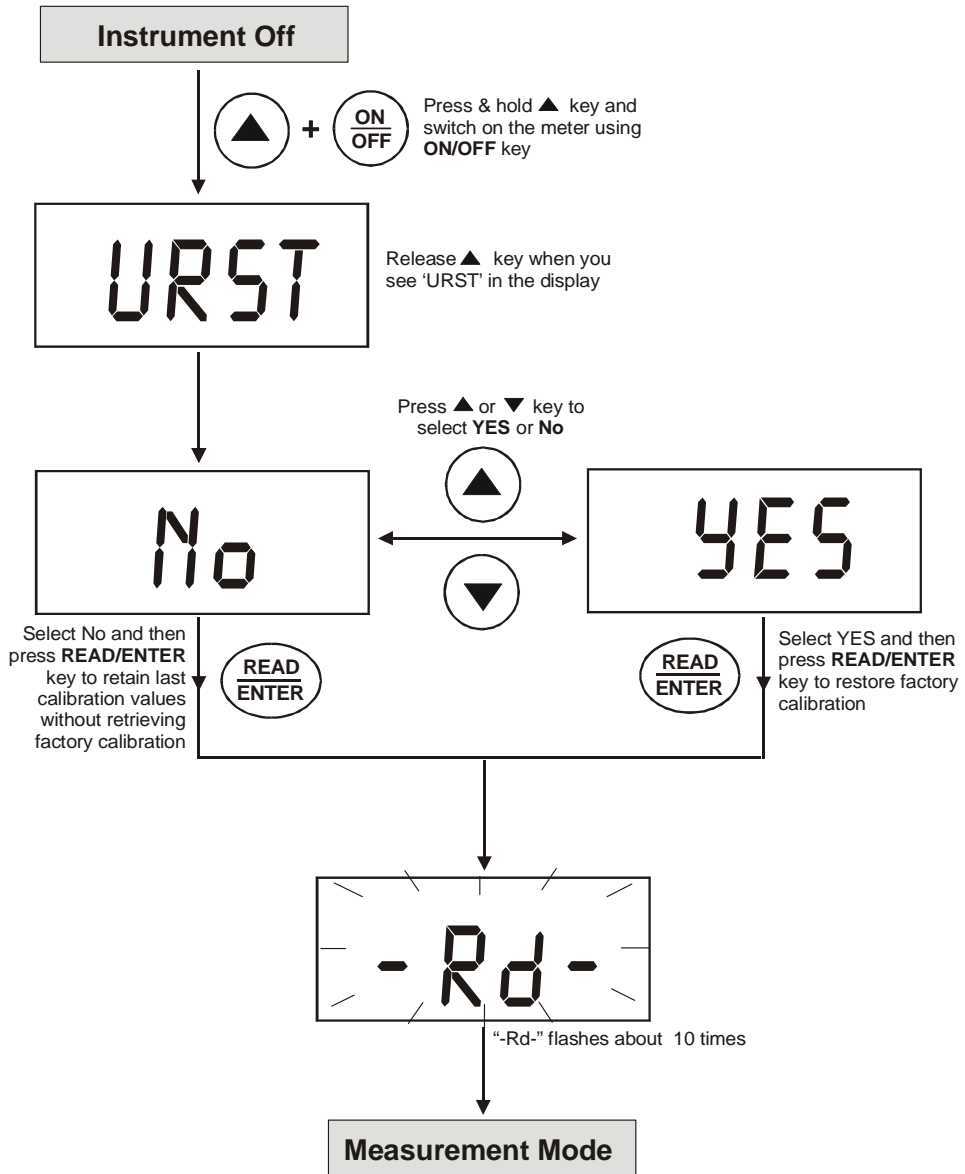 Instrument Off
▲ + ON
OFF
Press & hold ▲ key and
switch on the meter using
ON/OFF key
URST
Release ▲ key when you
see ‘URST’ in the display
Press ▲ or ▼ key to
select YES or No
▲
▼
No
YES
Select No and then
press READ/ENTER
key to retain last
calibration values
without retrieving
factory calibration
READ
ENTER
READ
ENTER
Select YES and then
press READ/ENTER
key to restore factory
calibration
-Rd-
“-Rd-” flashes about 10 times
Measurement Mode